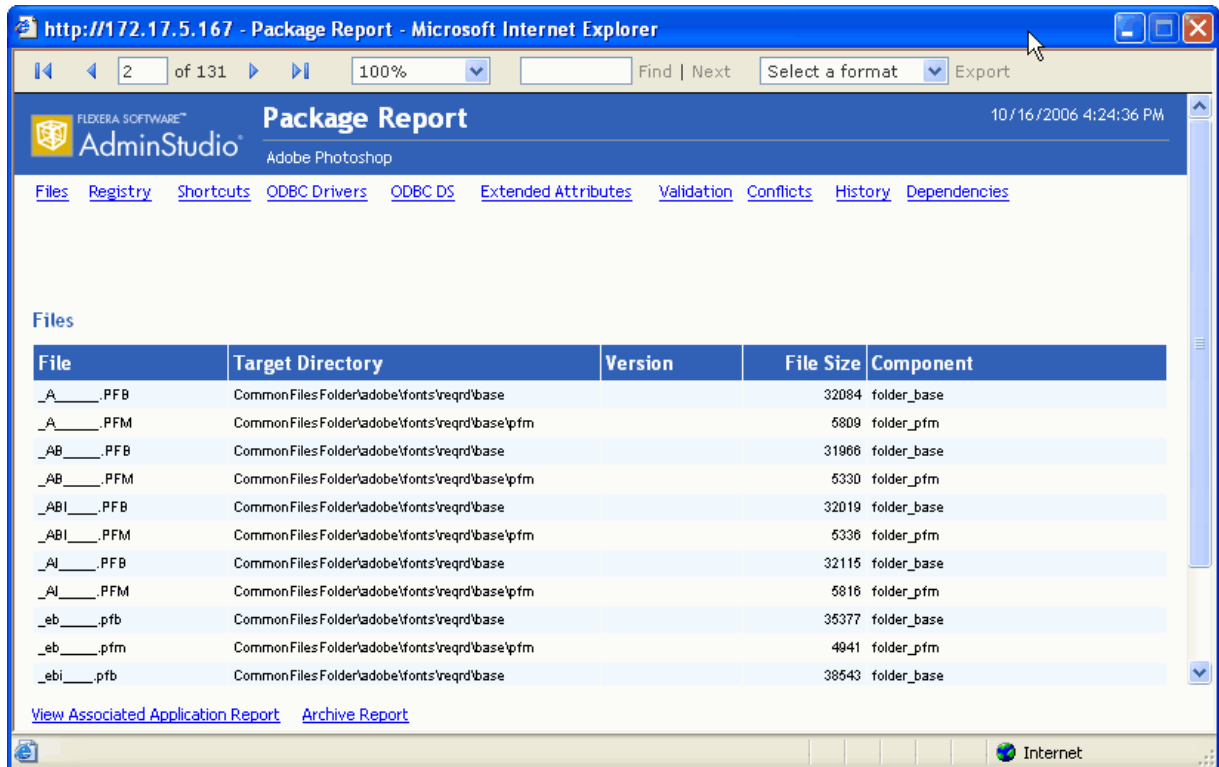 http://172.17.5.167 - Package Report - Microsoft Internet Explorer
2 of 131 100% Find | Next Select a format Export
FLEXERA SOFTWARE™
AdminStudio®
Package Report
10/16/2006 4:24:36 PM
Adobe Photoshop
Files Registry Shortcuts ODBC Drivers ODBC DS Extended Attributes Validation Conflicts History Dependencies
Files
File Target Directory Version File Size Component
_A______.PFB CommonFilesFolder\adobe\fonts\reqrd\base 32084 folder_base
_A______.PFM CommonFilesFolder\adobe\fonts\reqrd\base\pfm 5809 folder_pfm
_AB_____.PFB CommonFilesFolder\adobe\fonts\reqrd\base 31966 folder_base
_AB_____.PFM CommonFilesFolder\adobe\fonts\reqrd\base\pfm 5330 folder_pfm
_ABI____.PFB CommonFilesFolder\adobe\fonts\reqrd\base 32019 folder_base
_ABI____.PFM CommonFilesFolder\adobe\fonts\reqrd\base\pfm 5336 folder_pfm
_AI_____.PFB CommonFilesFolder\adobe\fonts\reqrd\base 32115 folder_base
_AI_____.PFM CommonFilesFolder\adobe\fonts\reqrd\base\pfm 5816 folder_pfm
_eb_____.pfb CommonFilesFolder\adobe\fonts\reqrd\base 35377 folder_base
_eb_____.pfm CommonFilesFolder\adobe\fonts\reqrd\base\pfm 4941 folder_pfm
_ebi____.pfb CommonFilesFolder\adobe\fonts\reqrd\base 38543 folder_base
View Associated Application Report Archive Report
Internet